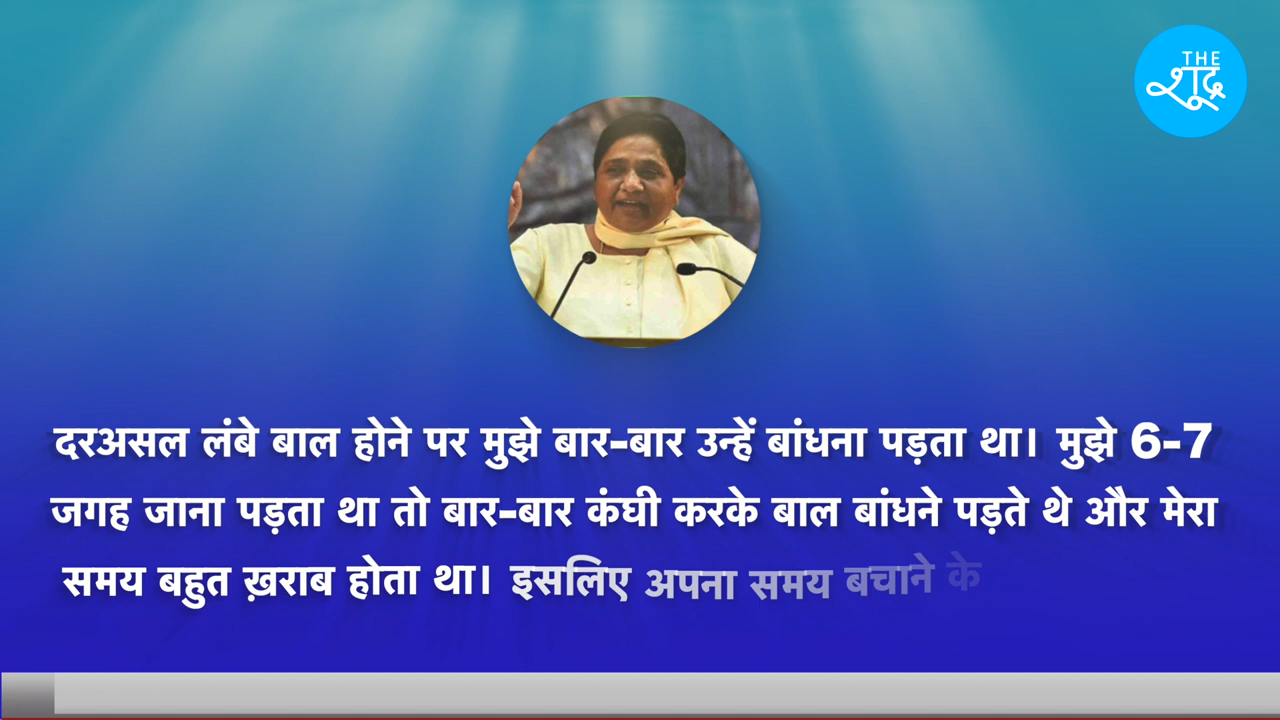 THE
शूद्र
दरअसल लंबे बाल होने पर मुझे बार-बार उन्हें बांधना पड़ता था। मुझे 6-7
जगह जाना पड़ता था तो बार-बार कंघी करके बाल बांधने पड़ते थे और मेरा
समय बहुत ख़राब होता था। इसलिए अपना समय बचाने के